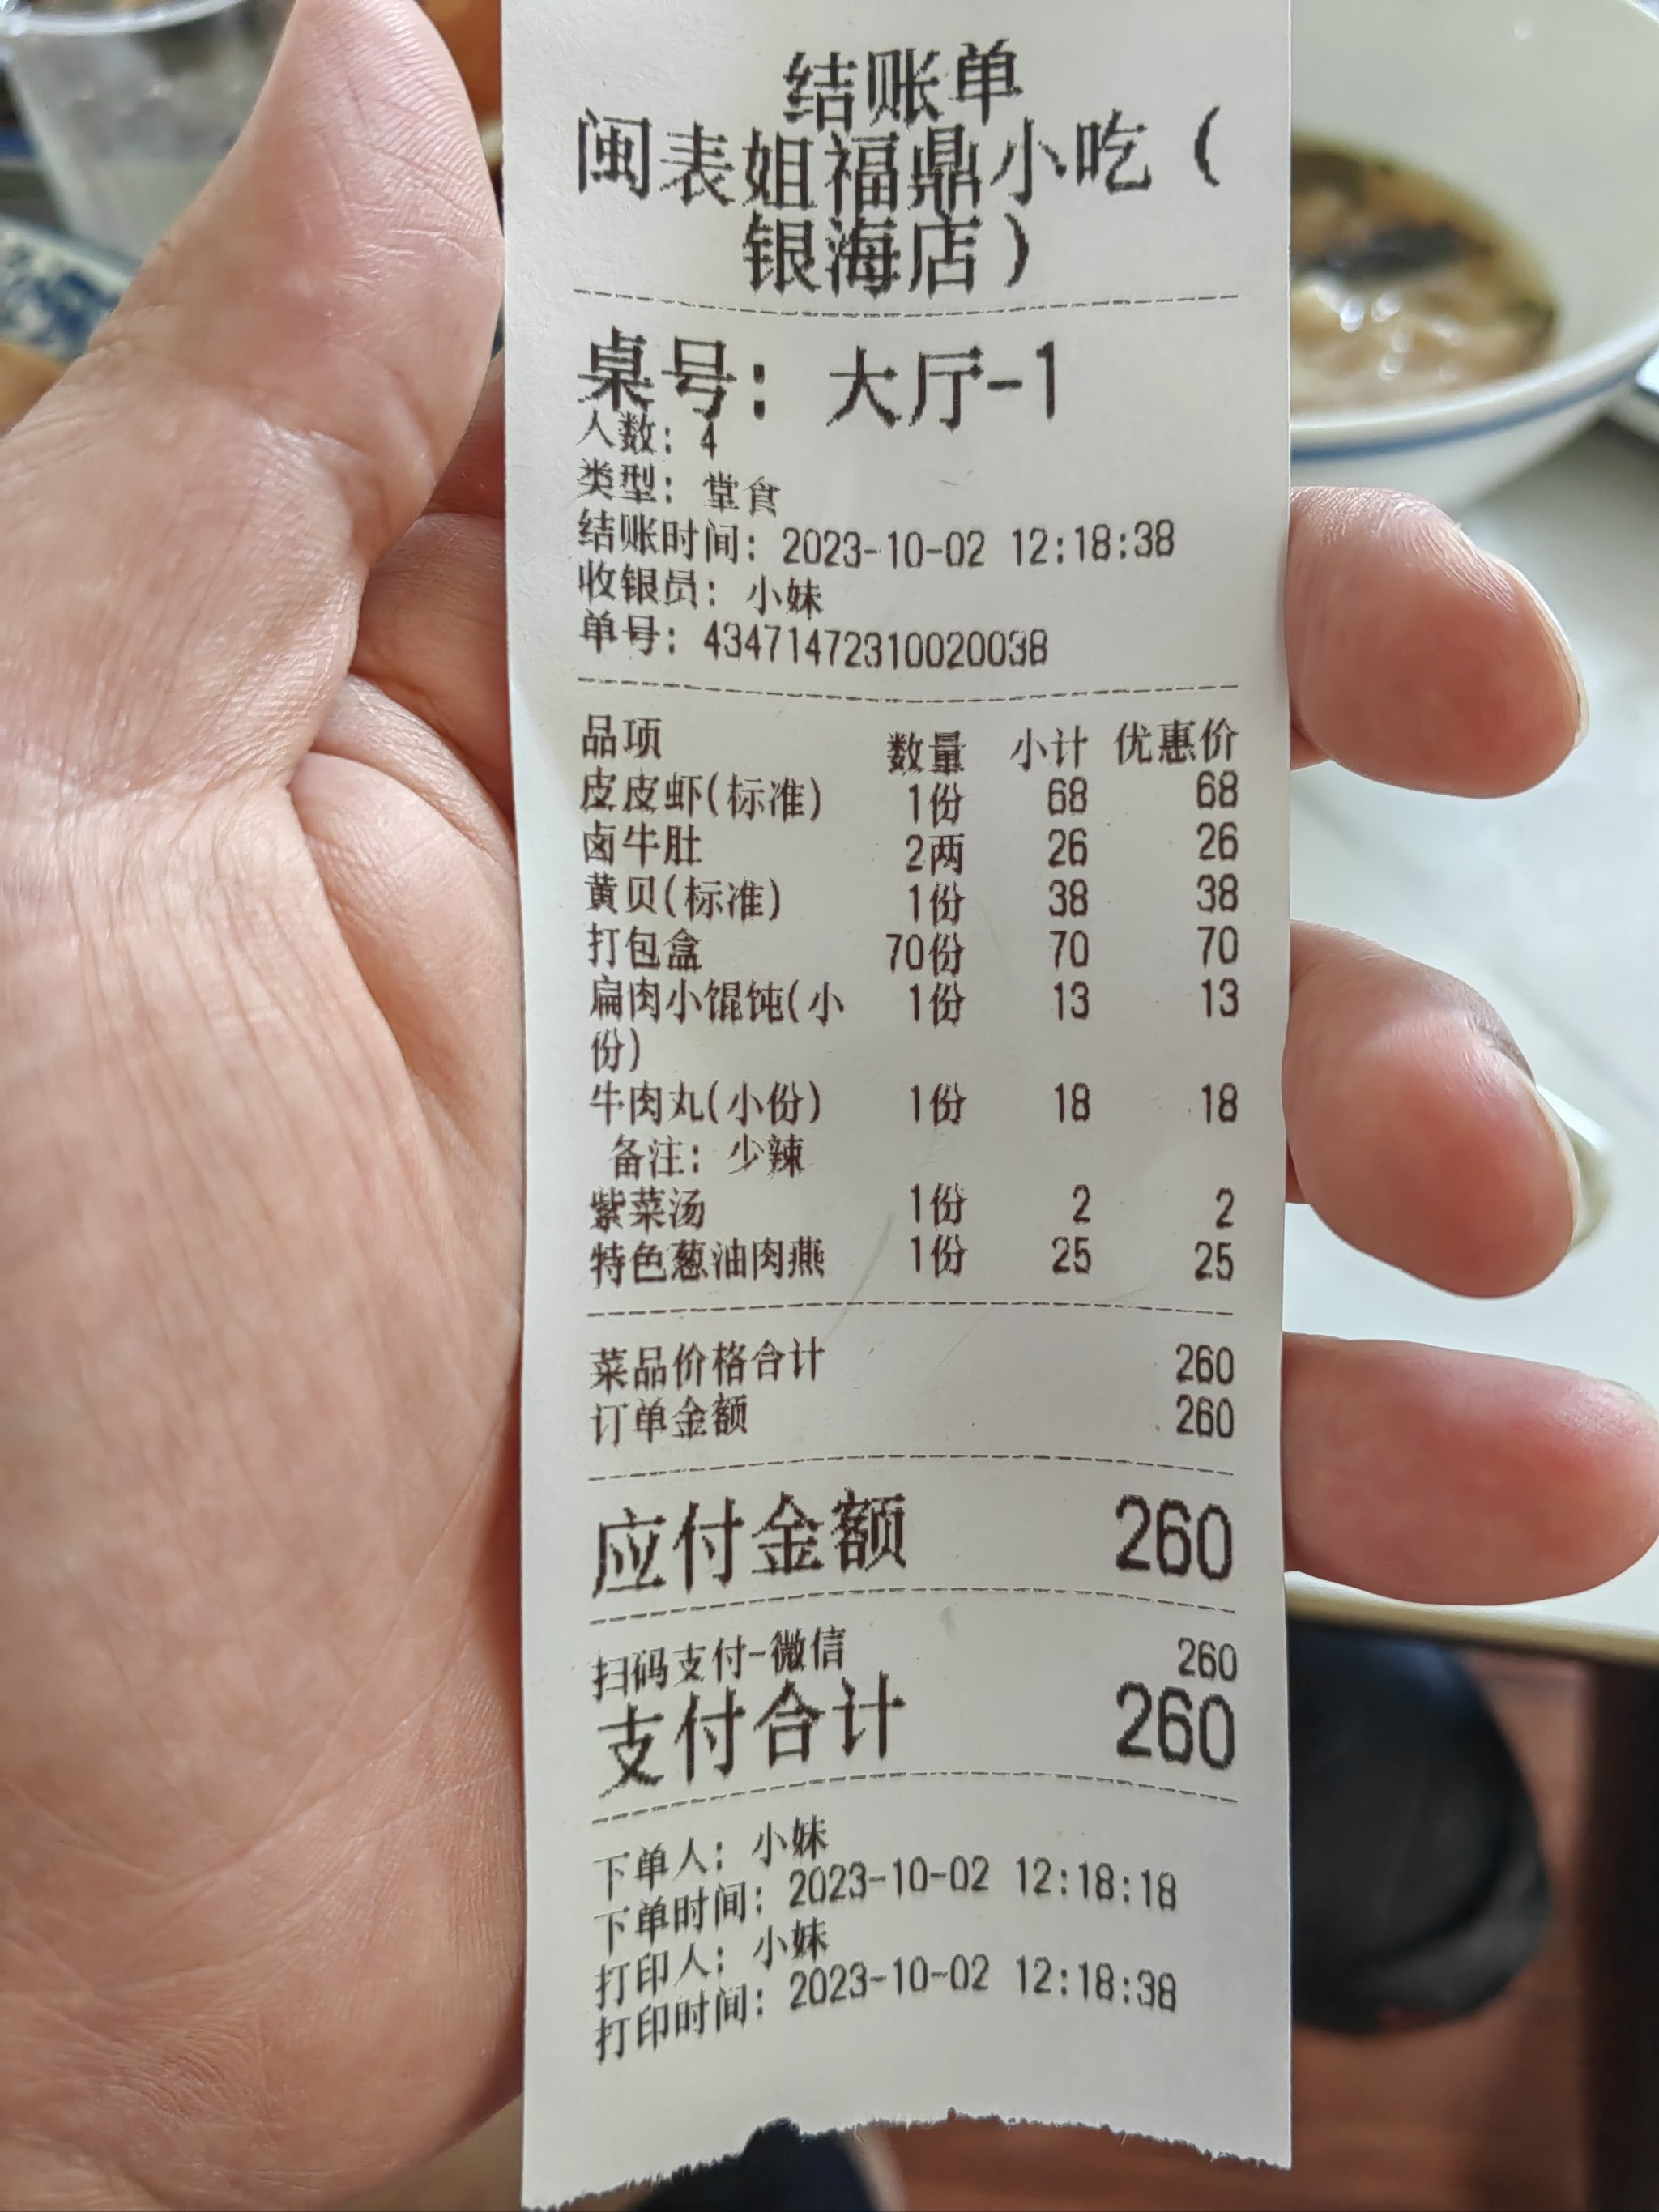 结账单
闽表姐福鼎小吃（
银海店）
桌号：大厅-1
人数：4
类型：堂食
结账时间：2023-10-02 12:18:38
收银员：小妹
单号：43471472310020038
品项 数量 小计 优惠价
皮皮虾(标准) 1份 68 68
卤牛肚 2两 26 26
黄贝(标准) 1份 38 38
打包盒 70份 70 70
扁肉小馄饨(小 1份 13 13
份)
牛肉丸(小份) 1份 18 18
备注：少辣
紫菜汤 1份 2 2
特色葱油肉燕 1份 25 25
菜品价格合计 260
订单金额 260
应付金额 260
扫码支付-微信 260
支付合计 260
下单人：小妹
下单时间：2023-10-02 12:18:18
打印人：小妹
打印时间：2023-10-02 12:18:38